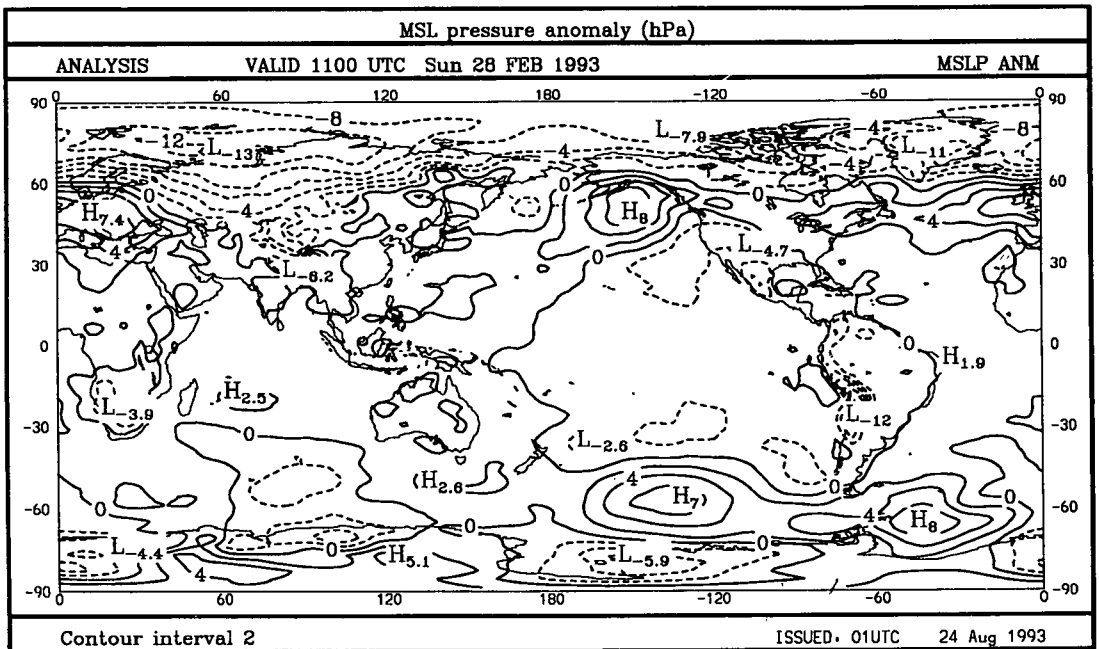 MSL pressure anomaly (hPa)
ANALYSIS VALID 1100 UTC Sun 28 FEB 1993 MSLP ANM
0 60 120 180 -120 -60 0
90 90
-8
-12 L-13 L-7.9 -4 L-11 -8
-4 -4
60 0 0 0 60
H7.4 -4 H8 4
4 L-4.7
30 L-6.2 0 30
0 0 0 H1.9 0
H2.5
L-3.9 L-12
-30 0 L-2.6 -30
H2.6 4 H7 0 0
-60 0 0 4 H8 -60
L-4.4 0 H5.1 L-5.9 0
4
-90 -90
0 60 120 180 -120 -60 0
Contour interval 2 ISSUED. 01UTC 24 Aug 1993